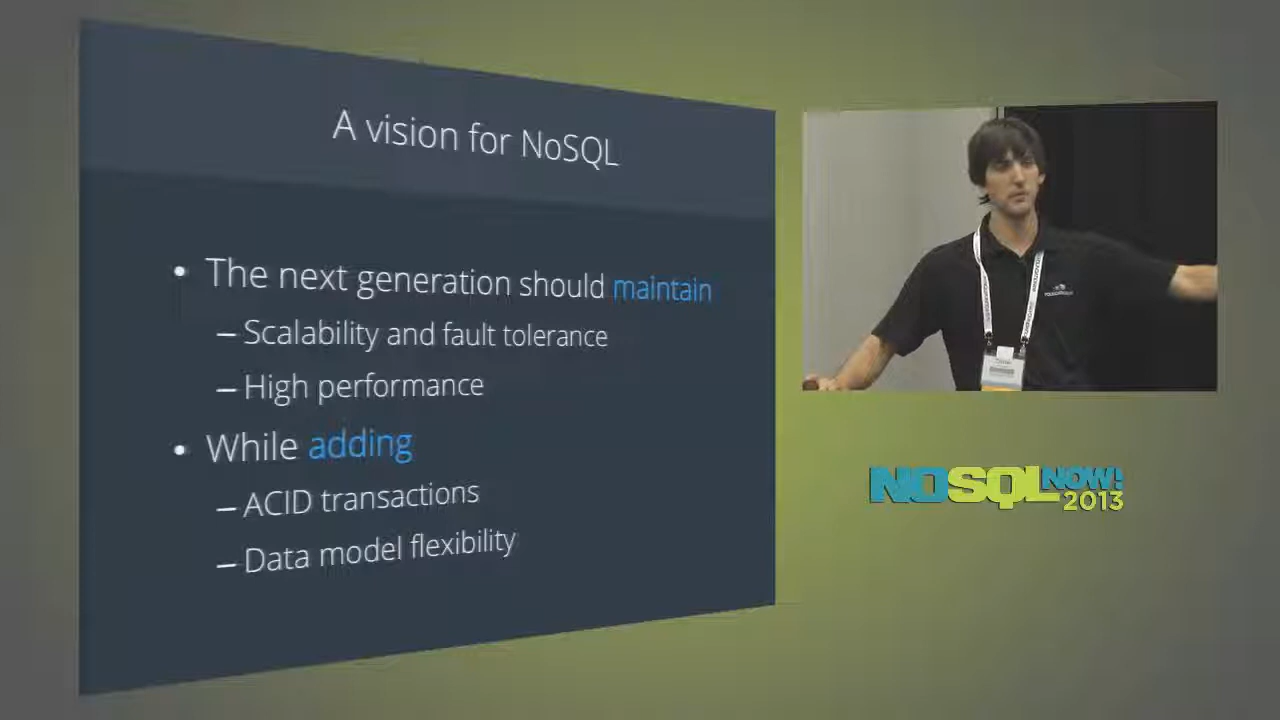 A vision for NoSQL
• The next generation should maintain
– Scalability and fault tolerance
– High performance
• While adding
– ACID transactions
– Data model flexibility
NOSQL NOW!
2013